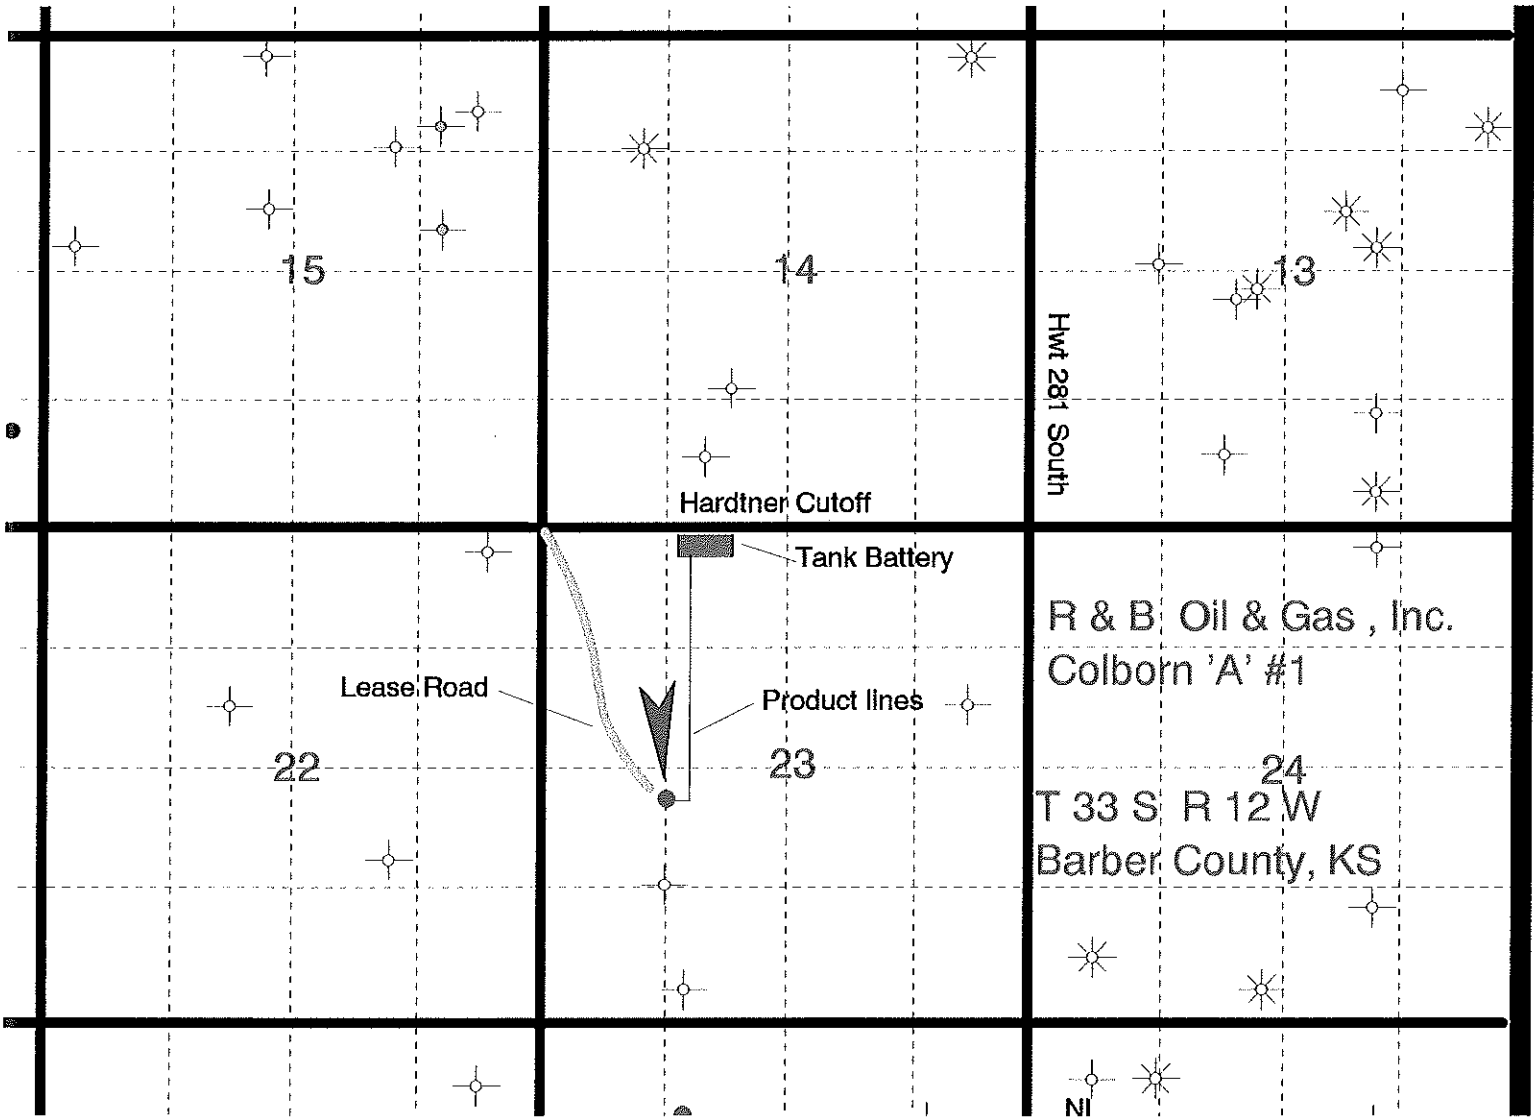 15
14
13
Hwt 281 South
Hardtner Cutoff
Tank Battery
R & B Oil & Gas , Inc.
Colborn 'A' #1
Lease Road
Product lines
22
23
24
T 33 S R 12 W
Barber County, KS